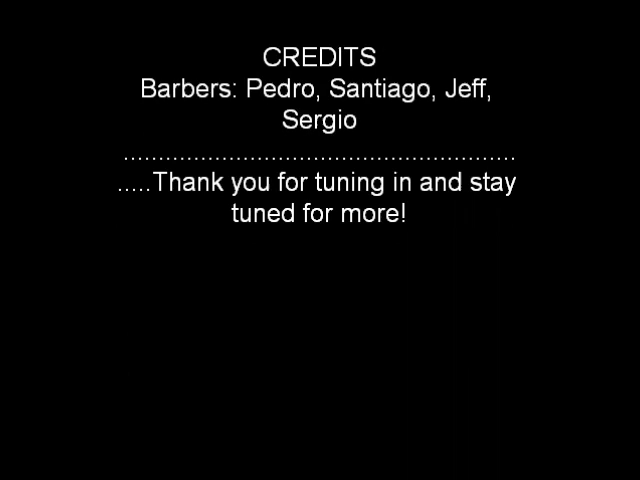 CREDITS
Barbers: Pedro, Santiago, Jeff,
Sergio
........................................................
.....Thank you for tuning in and stay
tuned for more!